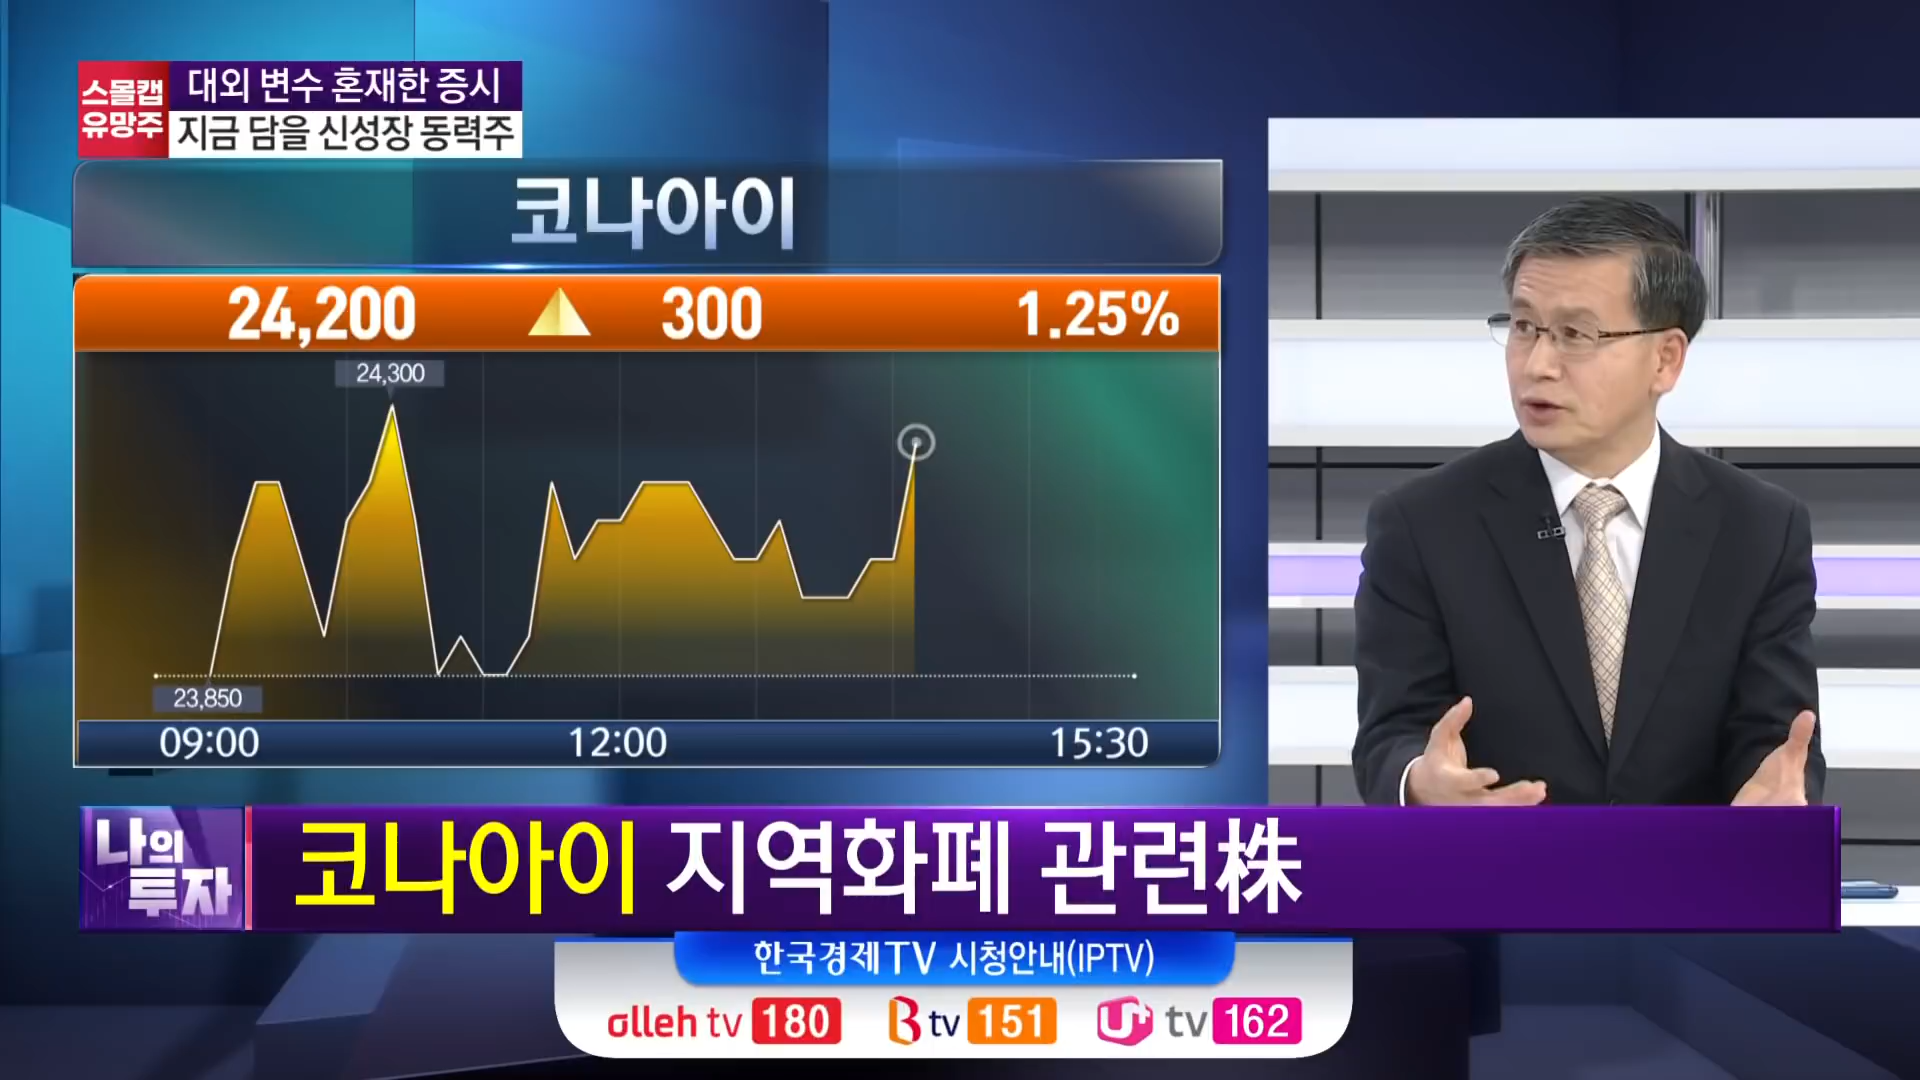 스몰캡
유망주
대외 변수 혼재한 증시
지금 담을 신성장 동력주
코나아이
24,200 300 1.25%
24,300
23,850
09:00 12:00 15:30
나의
투자
코나아이 지역화폐 관련株
한국경제TV 시청안내(IPTV)
olleh tv 180 B tv 151 U+ tv 162